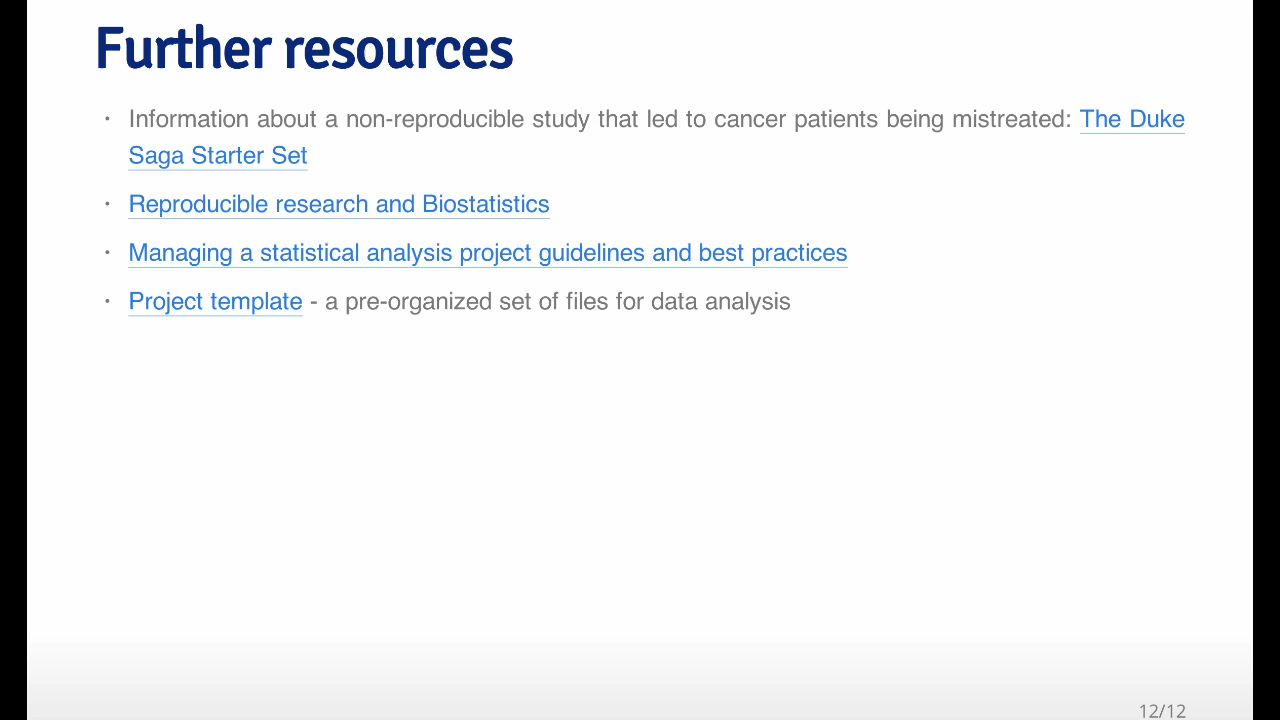 Further resources
• Information about a non-reproducible study that led to cancer patients being mistreated: The Duke
Saga Starter Set
• Reproducible research and Biostatistics
• Managing a statistical analysis project guidelines and best practices
• Project template - a pre-organized set of files for data analysis
12/12